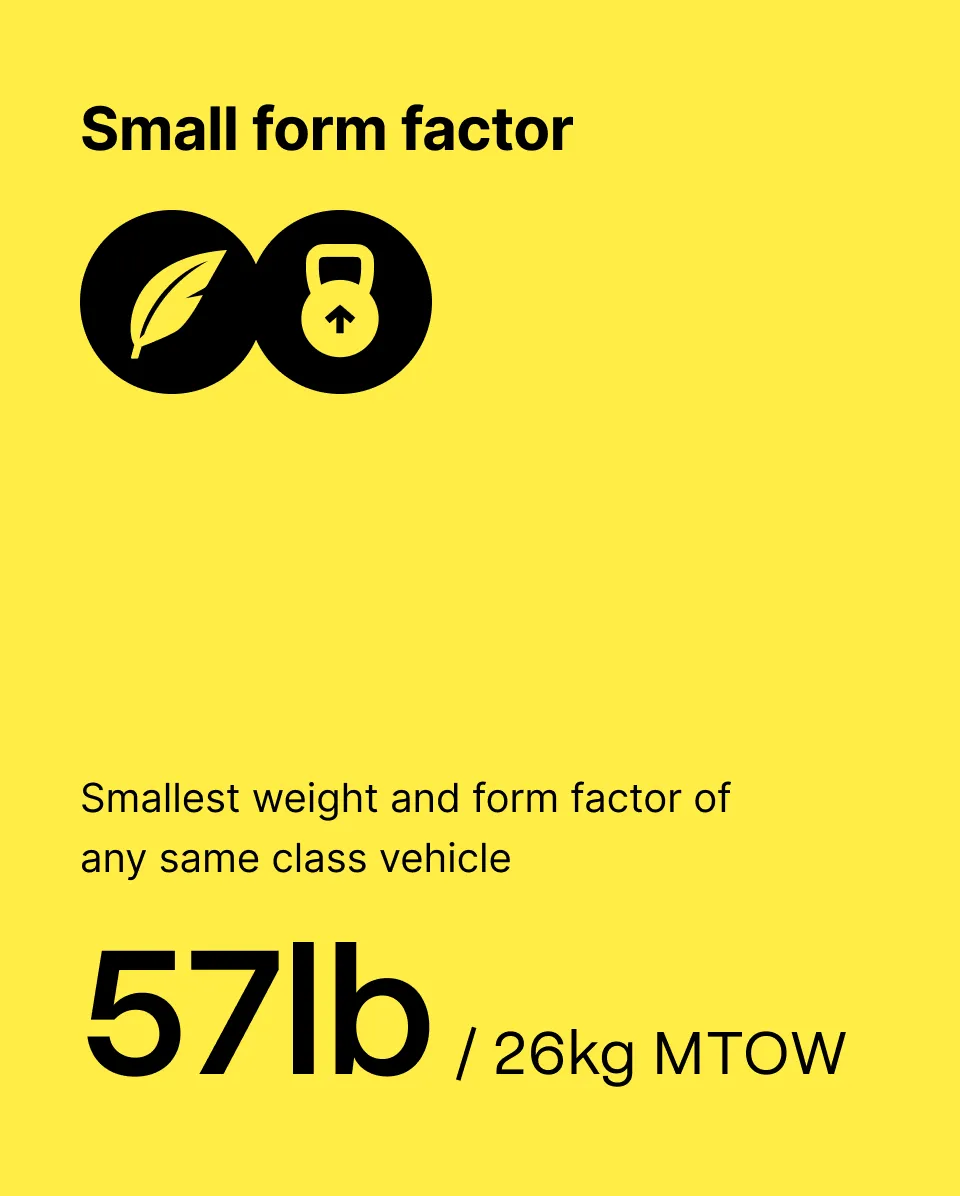 Small form factor
Smallest weight and form factor of
any same class vehicle
57lb / 26kg MTOW